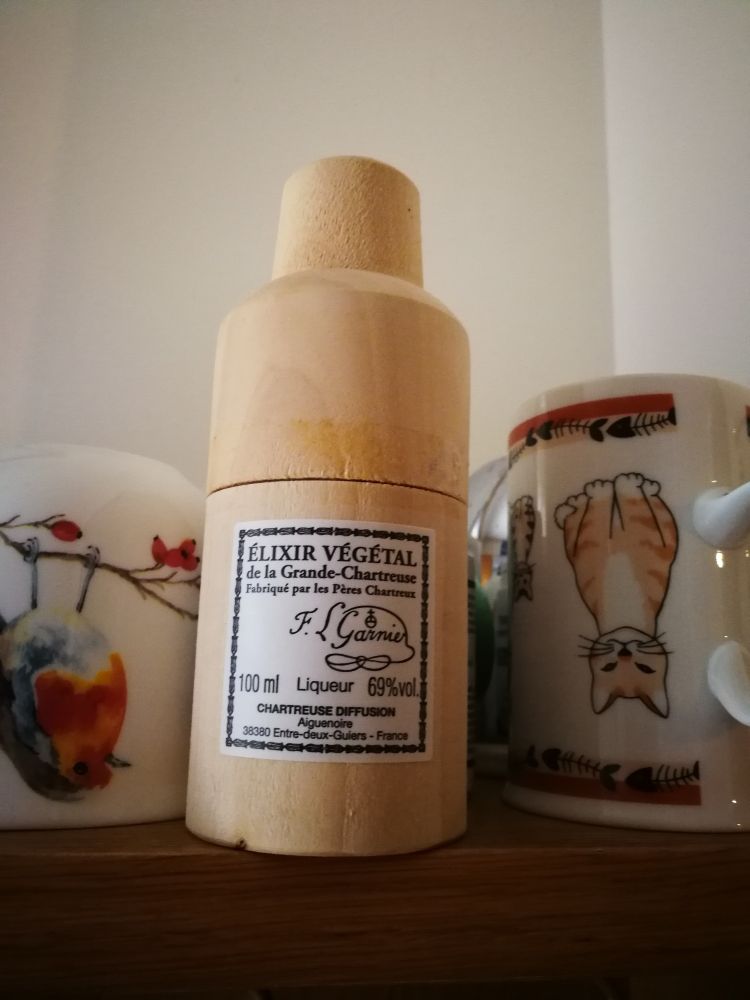 ÉLIXIR VÉGÉTAL
de la Grande-Chartreuse
Fabriqué par les Pères Chartreux
F. L Garnier
100 ml Liqueur 69%vol.
CHARTREUSE DIFFUSION
Aiguenoire
38380 Entre-deux-Guiers - France